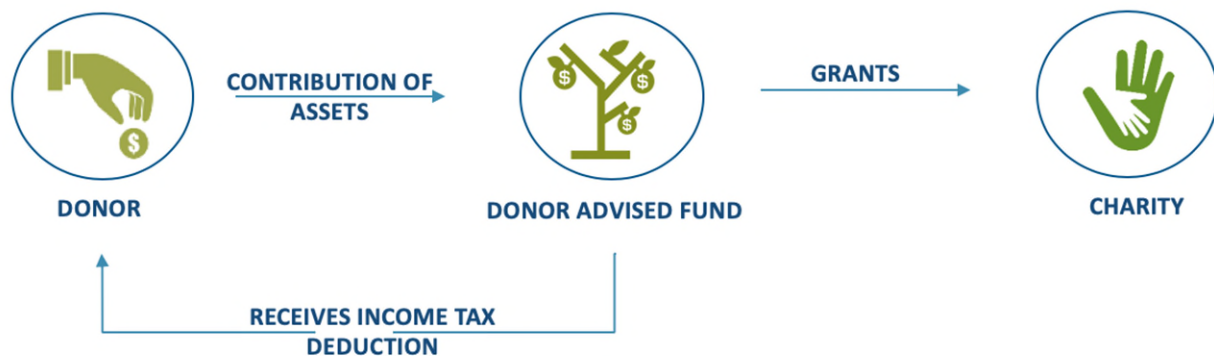 CONTRIBUTION OF
ASSETS
GRANTS
$
$
$
$
DONOR
DONOR ADVISED FUND
CHARITY
RECEIVES INCOME TAX
DEDUCTION